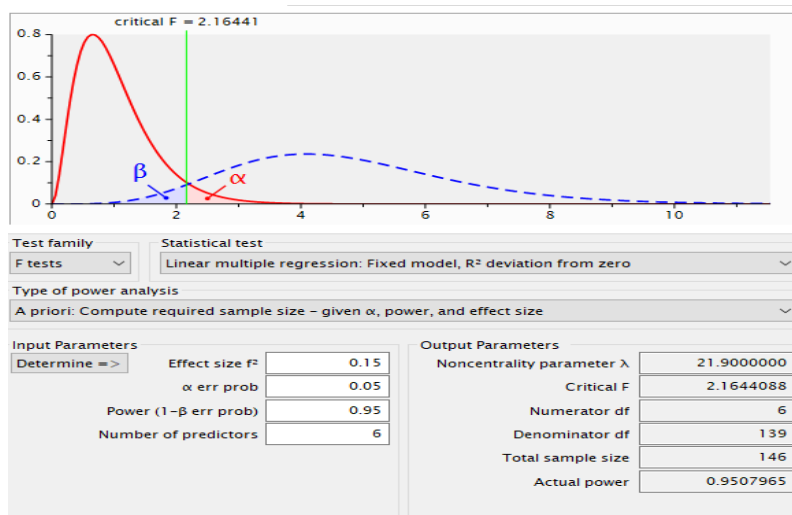 critical F = 2.16441
0.8
0.6
0.4
0.2
0
β
α
0 2 4 6 8 10
Test family
Statistical test
F tests
Linear multiple regression: Fixed model, R² deviation from zero
Type of power analysis
A priori: Compute required sample size – given α, power, and effect size
Input Parameters
Output Parameters
Determine => Effect size f² 0.15
Noncentrality parameter λ 21.9000000
α err prob 0.05
Critical F 2.1644088
Power (1-β err prob) 0.95
Numerator df 6
Number of predictors 6
Denominator df 139
Total sample size 146
Actual power 0.9507965